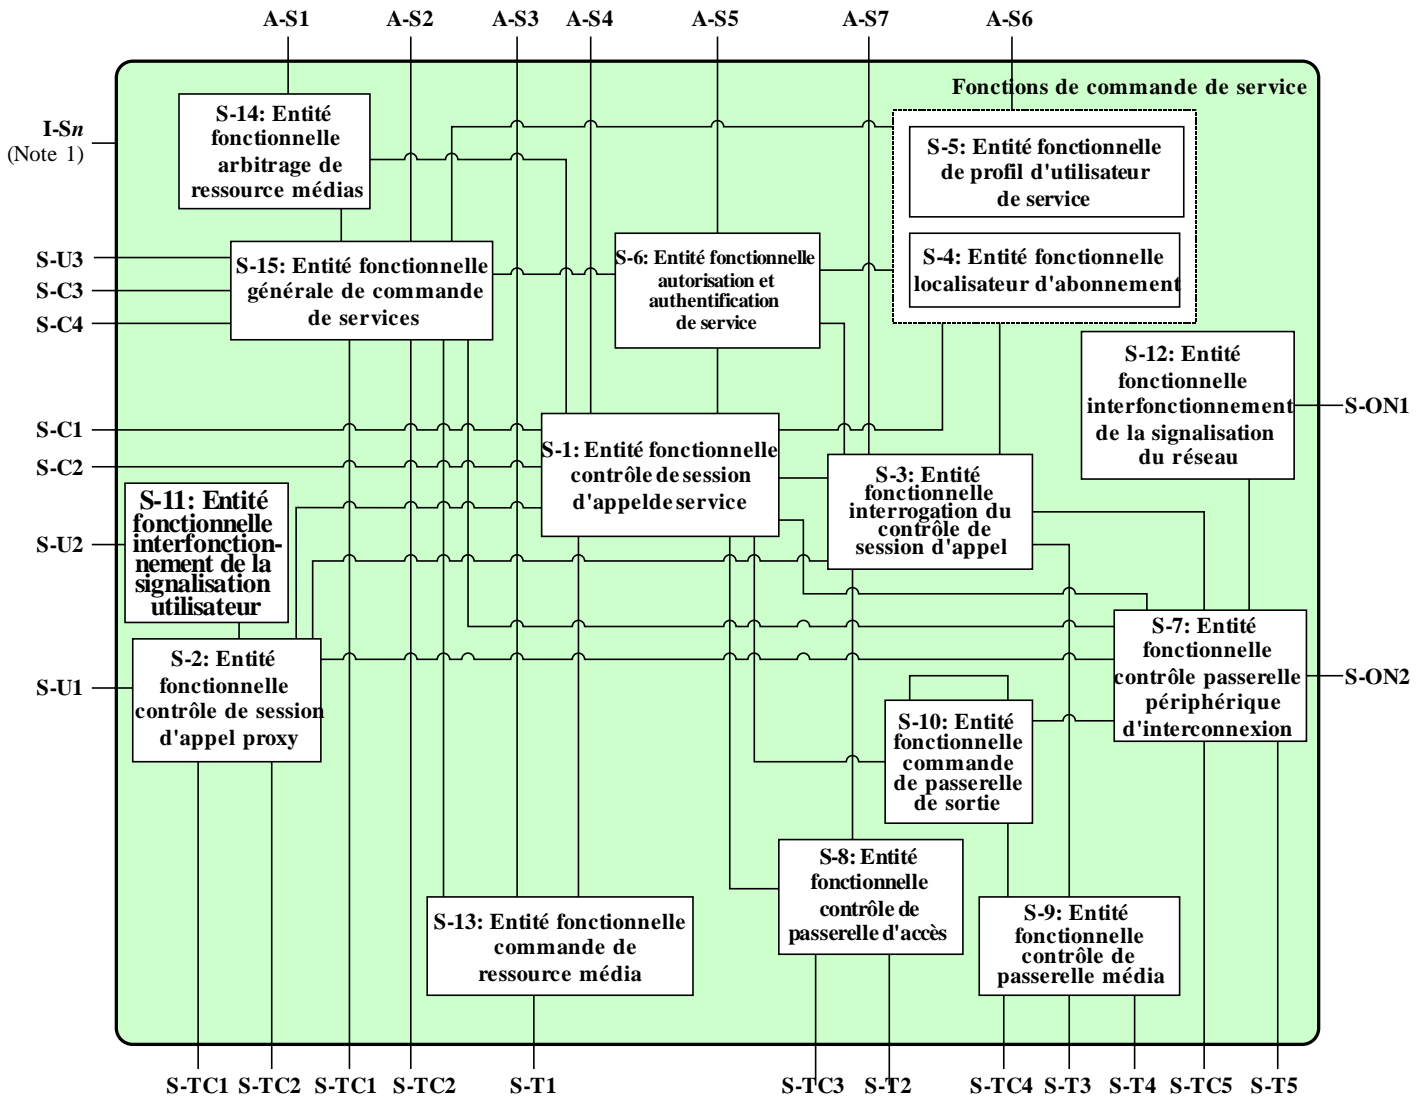 A-S1 A-S2 A-S3 A-S4 A-S5 A-S7 A-S6
Fonctions de commande de service
I-Sn
(Note 1)
S-14: Entité
fonctionnelle
arbitrage de
ressource médias
S-5: Entité fonctionnelle
de profil d'utilisateur
de service
S-4: Entité fonctionnelle
localisateur d'abonnement
S-U3
S-C3
S-C4
S-15: Entité fonctionnelle
générale de commande
de services
S-6: Entité fonctionnelle
autorisation et
authentification
de service
S-12: Entité
fonctionnelle
interfonctionnement
de la signalisation
du réseau
S-ON1
S-C1
S-C2
S-1: Entité fonctionnelle
contrôle de session
d'appelde service
S-3: Entité
fonctionnelle
interrogation du
contrôle de
session d'appel
S-11: Entité
fonctionnelle
interfonction-
nement de la
signalisation
utilisateur
S-U2
S-2: Entité
fonctionnelle
contrôle de session
d'appel proxy
S-U1
S-7: Entité
fonctionnelle
contrôle passerelle
périphérique
d'interconnexion
S-ON2
S-10: Entité
fonctionnelle
commande
de passerelle
de sortie
S-8: Entité
fonctionnelle
contrôle de
passerelle d'accès
S-13: Entité fonctionnelle
commande de
ressource média
S-9: Entité
fonctionnelle
contrôle de
passerelle média
S-TC1 S-TC2 S-TC1 S-TC2 S-T1 S-TC3 S-T2 S-TC4 S-T3 S-T4 S-TC5 S-T5